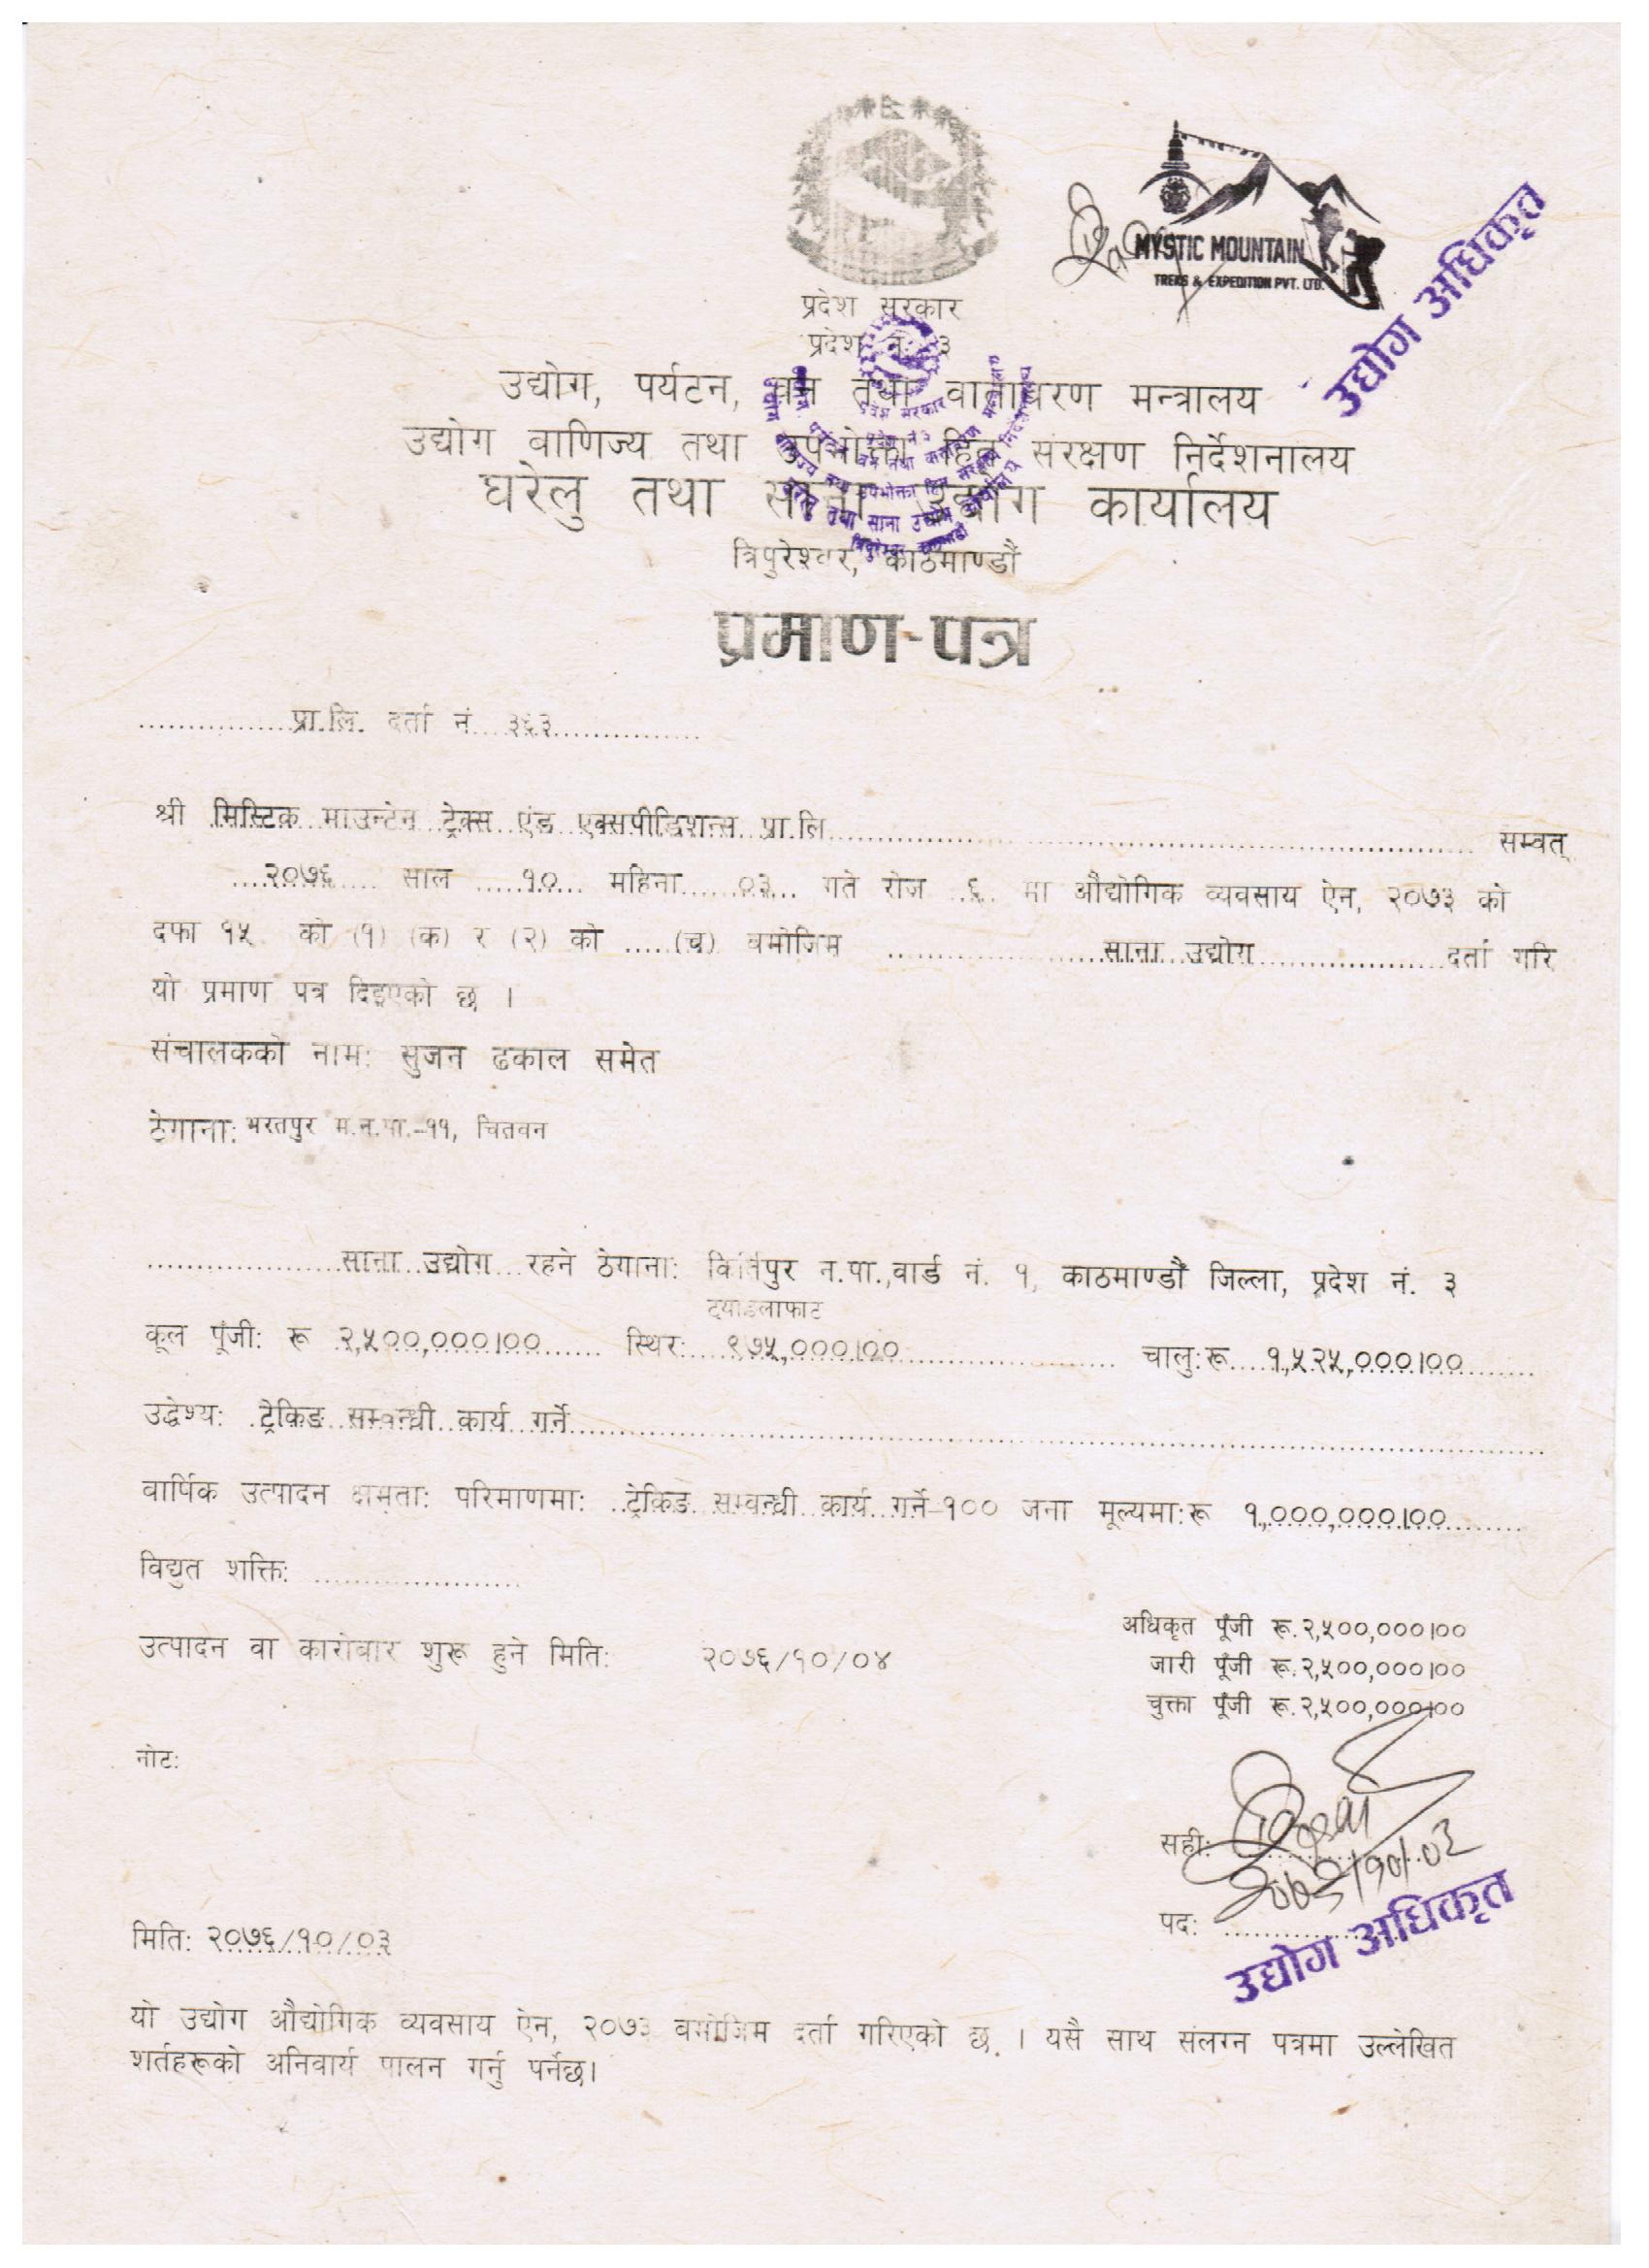 MYSTIC MOUNTAIN
TREKS & EXPEDITION PVT. LTD.
उद्योग अधिकृत
प्रदेश सरकार
प्रदेश नं. ३
उद्योग, पर्यटन, वन तथा वातावरण मन्त्रालय
उद्योग वाणिज्य तथा उपभोक्ता हित संरक्षण निर्देशनालय
घरेलु तथा साना उद्योग कार्यालय
त्रिपुरेश्वर, काठमाण्डौं
प्रमाण-पत्र
प्रा.लि. दर्ता नं. ३६३
श्री मिस्टिक माउन्टेन ट्रेक्स एंड एक्सपीडिशन्स प्रा.लि. सम्वत्
२०७६ साल १० महिना ०३ गते रोज ६ मा औद्योगिक व्यवसाय ऐन, २०७३ को
दफा १५ को (१) (क) र (२) को (च) बमोजिम साना उद्योग दर्ता गरि
यो प्रमाण पत्र दिइएको छ ।
संचालकको नाम: सुजन ढकाल समेत
ठेगाना: भरतपुर म.न.पा.-११, चितवन
साना उद्योग रहने ठेगाना: किर्तिपुर न.पा.,वार्ड नं. १, काठमाण्डौं जिल्ला, प्रदेश नं. ३
ट्याङलाफाट
कूल पूंजी: रू २,५००,०००।०० स्थिर: ९७५,०००।०० चालु:रू १,५२५,०००।००
उद्धेश्य: ट्रेकिङ सम्बन्धी कार्य गर्ने
वार्षिक उत्पादन क्षमता: परिमाणमा: ट्रेकिङ सम्बन्धी कार्य गर्ने-१०० जना मूल्यमा:रू १,०००,०००।००
विद्युत शक्ति:
अधिकृत पूँजी रू.२,५००,०००।००
उत्पादन वा कारोबार शुरू हुने मिति: २०७६/१०/०४
जारी पूँजी रू.२,५००,०००।००
चुक्ता पूँजी रू.२,५००,०००।००
नोट:
सही:
२०७६/१०/०३
पद:
उद्योग अधिकृत
मिति: २०७६/१०/०३
यो उद्योग औद्योगिक व्यवसाय ऐन, २०७३ बमोजिम दर्ता गरिएको छ । यसै साथ संलग्न पत्रमा उल्लेखित
शर्तहरूको अनिवार्य पालन गर्नु पर्नेछ।